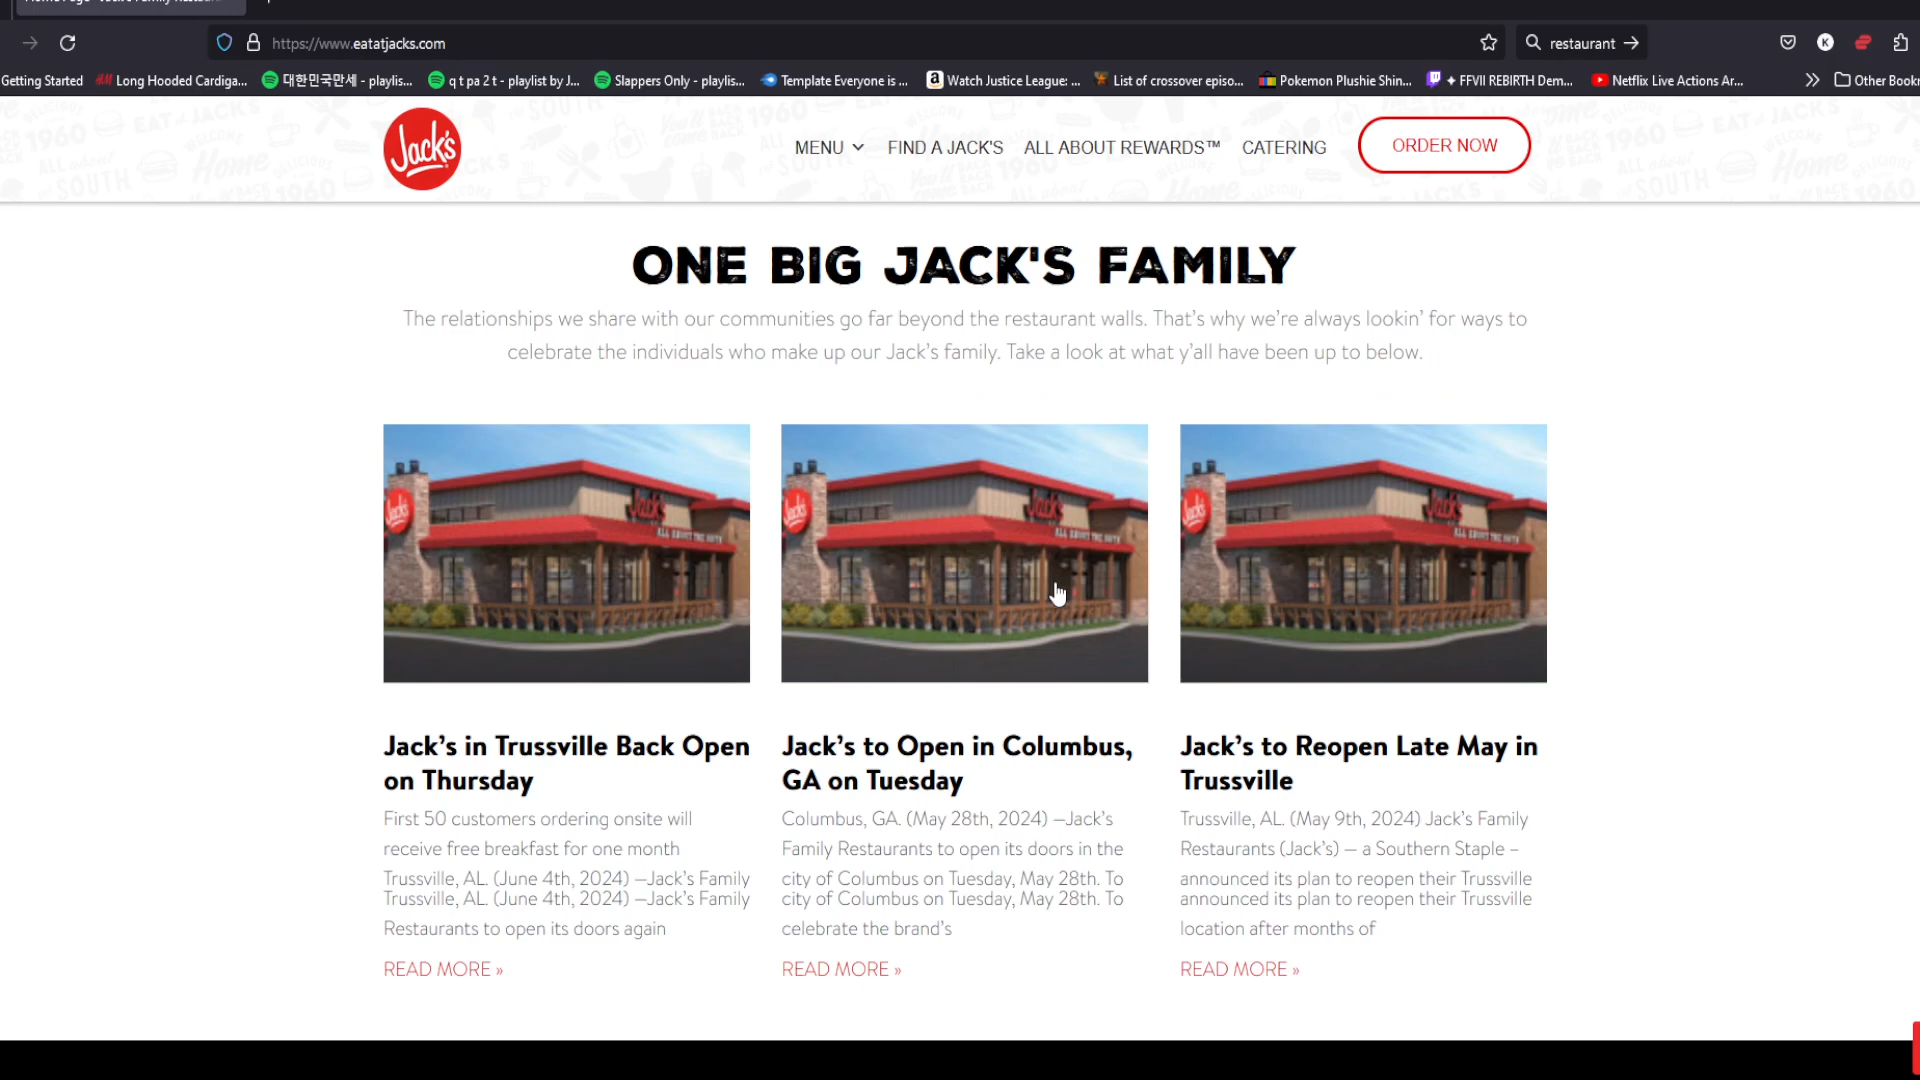 https://www.eatatjacks.com
restaurant
K
Getting Started
Long Hooded Cardiga...
대한민국만세 - playlis...
q t pa 2 t - playlist by J...
Slappers Only - playlis...
Template Everyone is ...
Watch Justice League: ...
List of crossover episo...
Pokemon Plushie Shin...
✦ FFVII REBIRTH Dem...
Netflix Live Actions Ar...
Other Bookr
Jack's
MENU
FIND A JACK'S
ALL ABOUT REWARDS™
CATERING
ORDER NOW
ONE BIG JACK'S FAMILY
The relationships we share with our communities go far beyond the restaurant walls. That's why we're always lookin' for ways to
celebrate the individuals who make up our Jack's family. Take a look at what y'all have been up to below.
Jack's in Trussville Back Open
on Thursday
First 50 customers ordering onsite will
receive free breakfast for one month
Trussville, AL. (June 4th, 2024) —Jack's Family
Trussville, AL. (June 4th, 2024) —Jack's Family
Restaurants to open its doors again
READ MORE »
Jack's to Open in Columbus,
GA on Tuesday
Columbus, GA. (May 28th, 2024) —Jack's
Family Restaurants to open its doors in the
city of Columbus on Tuesday, May 28th. To
city of Columbus on Tuesday, May 28th. To
celebrate the brand's
READ MORE »
Jack's to Reopen Late May in
Trussville
Trussville, AL. (May 9th, 2024) Jack's Family
Restaurants (Jack's) — a Southern Staple –
announced its plan to reopen their Trussville
announced its plan to reopen their Trussville
location after months of
READ MORE »